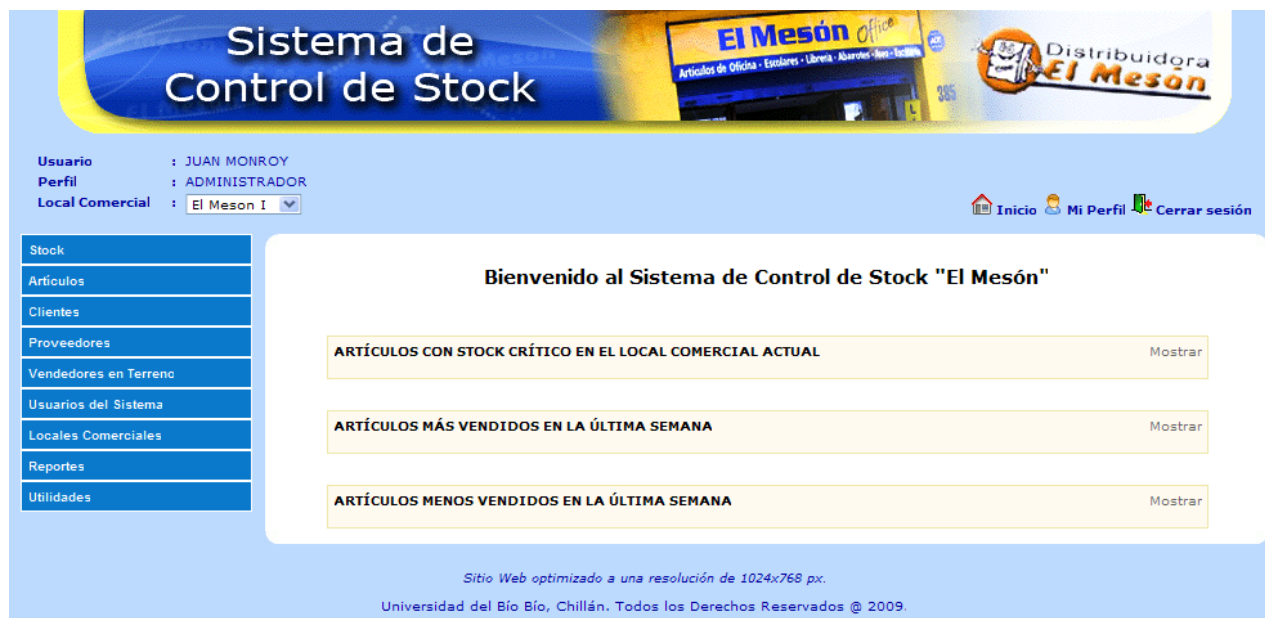 Sistema de
Control de Stock
El Mesón Office
385
Distribuidora
El Mesón
Usuario : JUAN MONROY
Perfil : ADMINISTRADOR
Local Comercial : El Meson I
Inicio Mi Perfil Cerrar sesión
Stock
Artículos
Clientes
Proveedores
Vendedores en Terreno
Usuarios del Sistema
Locales Comerciales
Reportes
Utilidades
Bienvenido al Sistema de Control de Stock "El Mesón"
ARTÍCULOS CON STOCK CRÍTICO EN EL LOCAL COMERCIAL ACTUAL Mostrar
ARTÍCULOS MÁS VENDIDOS EN LA ÚLTIMA SEMANA Mostrar
ARTÍCULOS MENOS VENDIDOS EN LA ÚLTIMA SEMANA Mostrar
Sitio Web optimizado a una resolución de 1024x768 px.
Universidad del Bío Bío, Chillán. Todos los Derechos Reservados @ 2009.